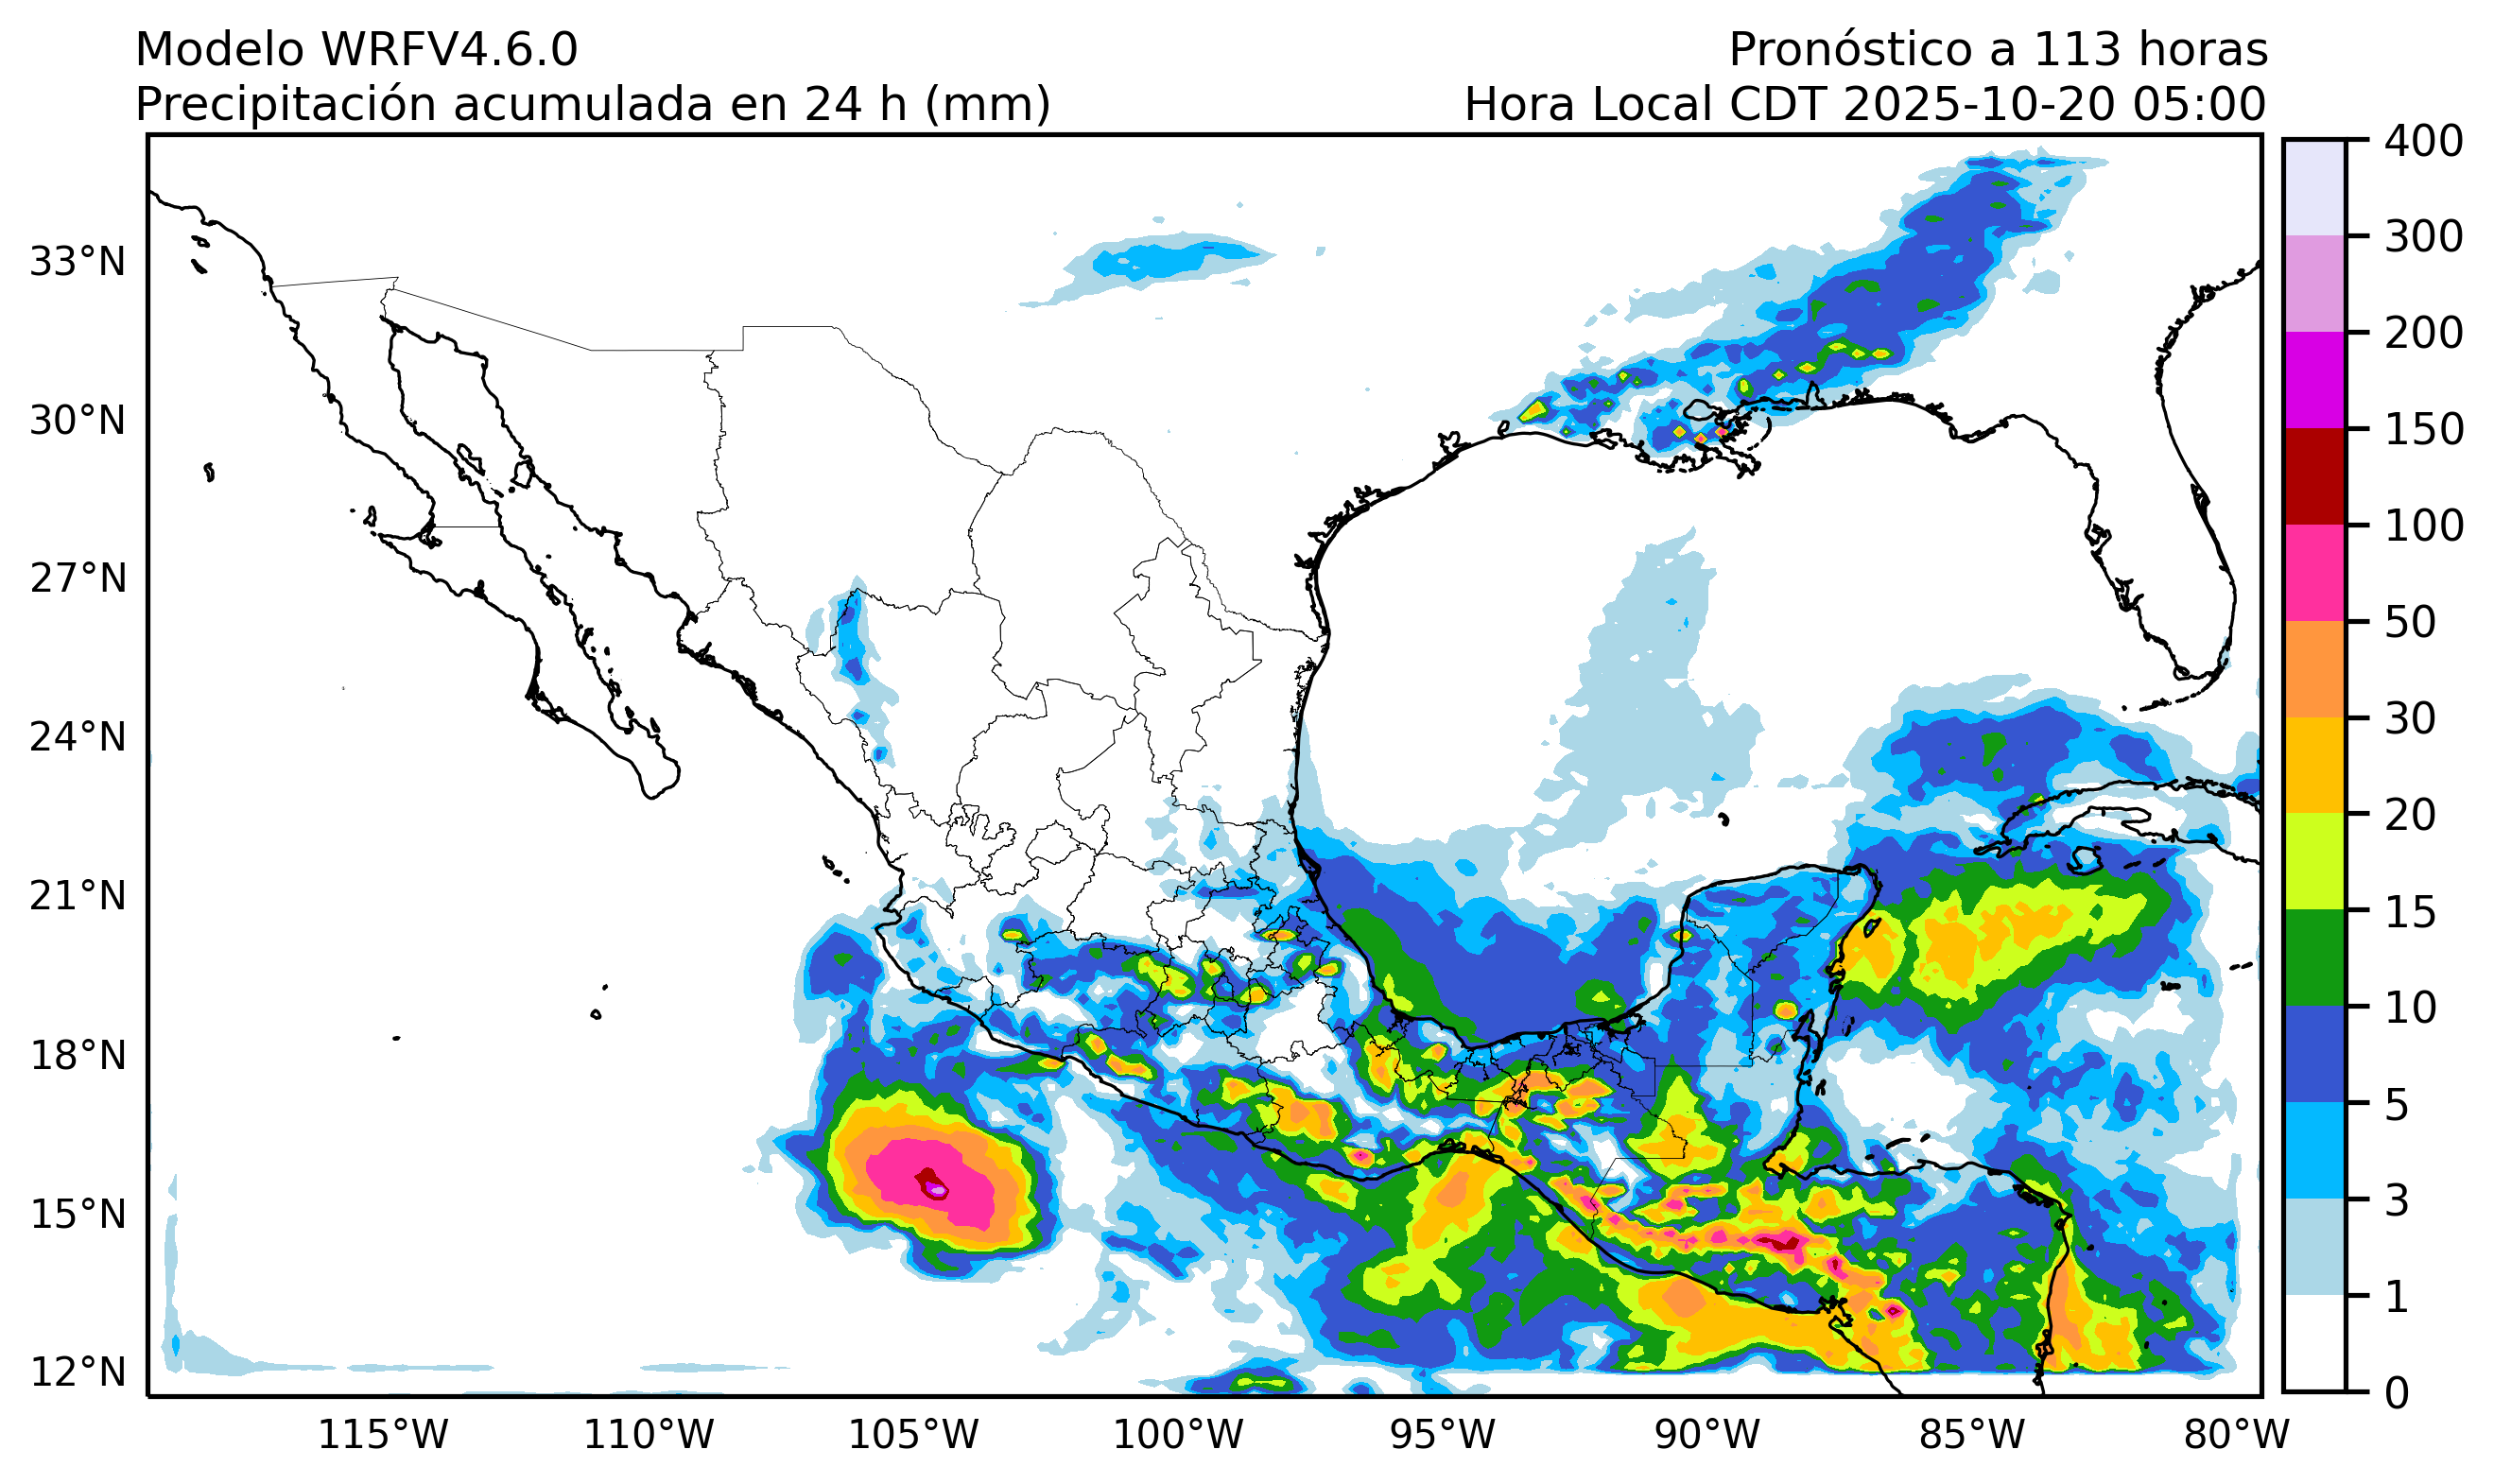 Modelo WRFV4.6.0
Pronóstico a 113 horas
Precipitación acumulada en 24 h (mm)
Hora Local CDT 2025-10-20 05:00
33°N
30°N
27°N
24°N
21°N
18°N
15°N
12°N
115°W
110°W
105°W
100°W
95°W
90°W
85°W
80°W
400
300
200
150
100
50
30
20
15
10
5
3
1
0